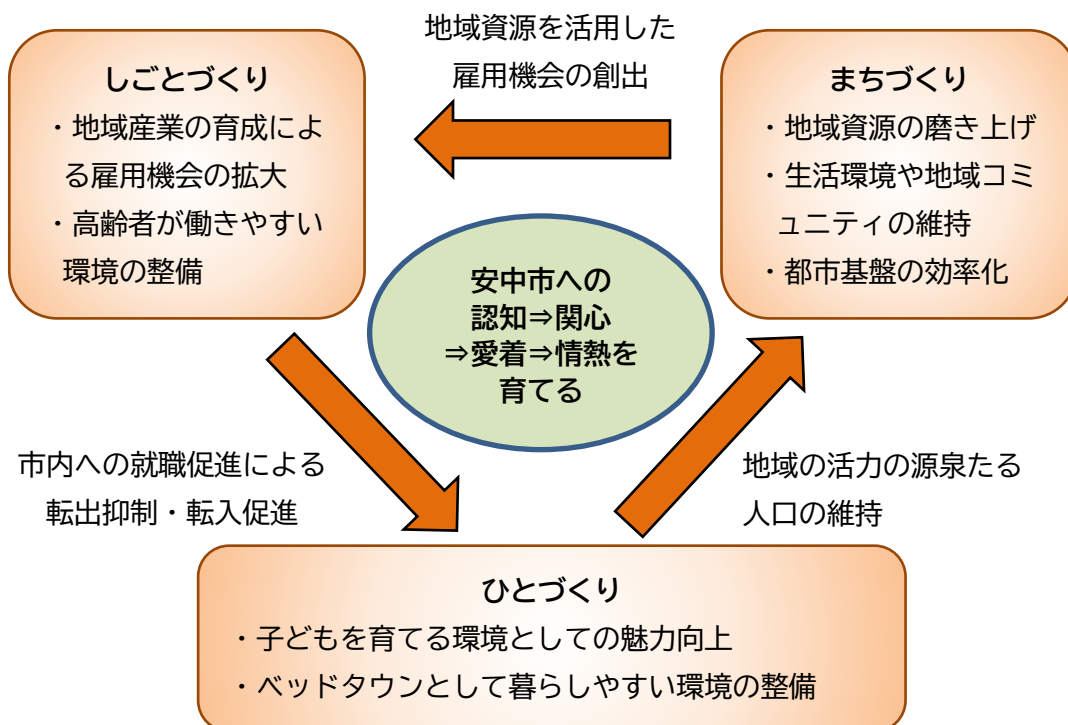 地域資源を活用した
雇用機会の創出
しごとづくり
・地域産業の育成によ
る雇用機会の拡大
・高齢者が働きやすい
環境の整備
まちづくり
・地域資源の磨き上げ
・生活環境や地域コミ
ュニティの維持
・都市基盤の効率化
安中市への
認知⇒関心
⇒愛着⇒情熱を
育てる
市内への就職促進による
転出抑制・転入促進
地域の活力の源泉たる
人口の維持
ひとづくり
・子どもを育てる環境としての魅力向上
・ベッドタウンとして暮らしやすい環境の整備